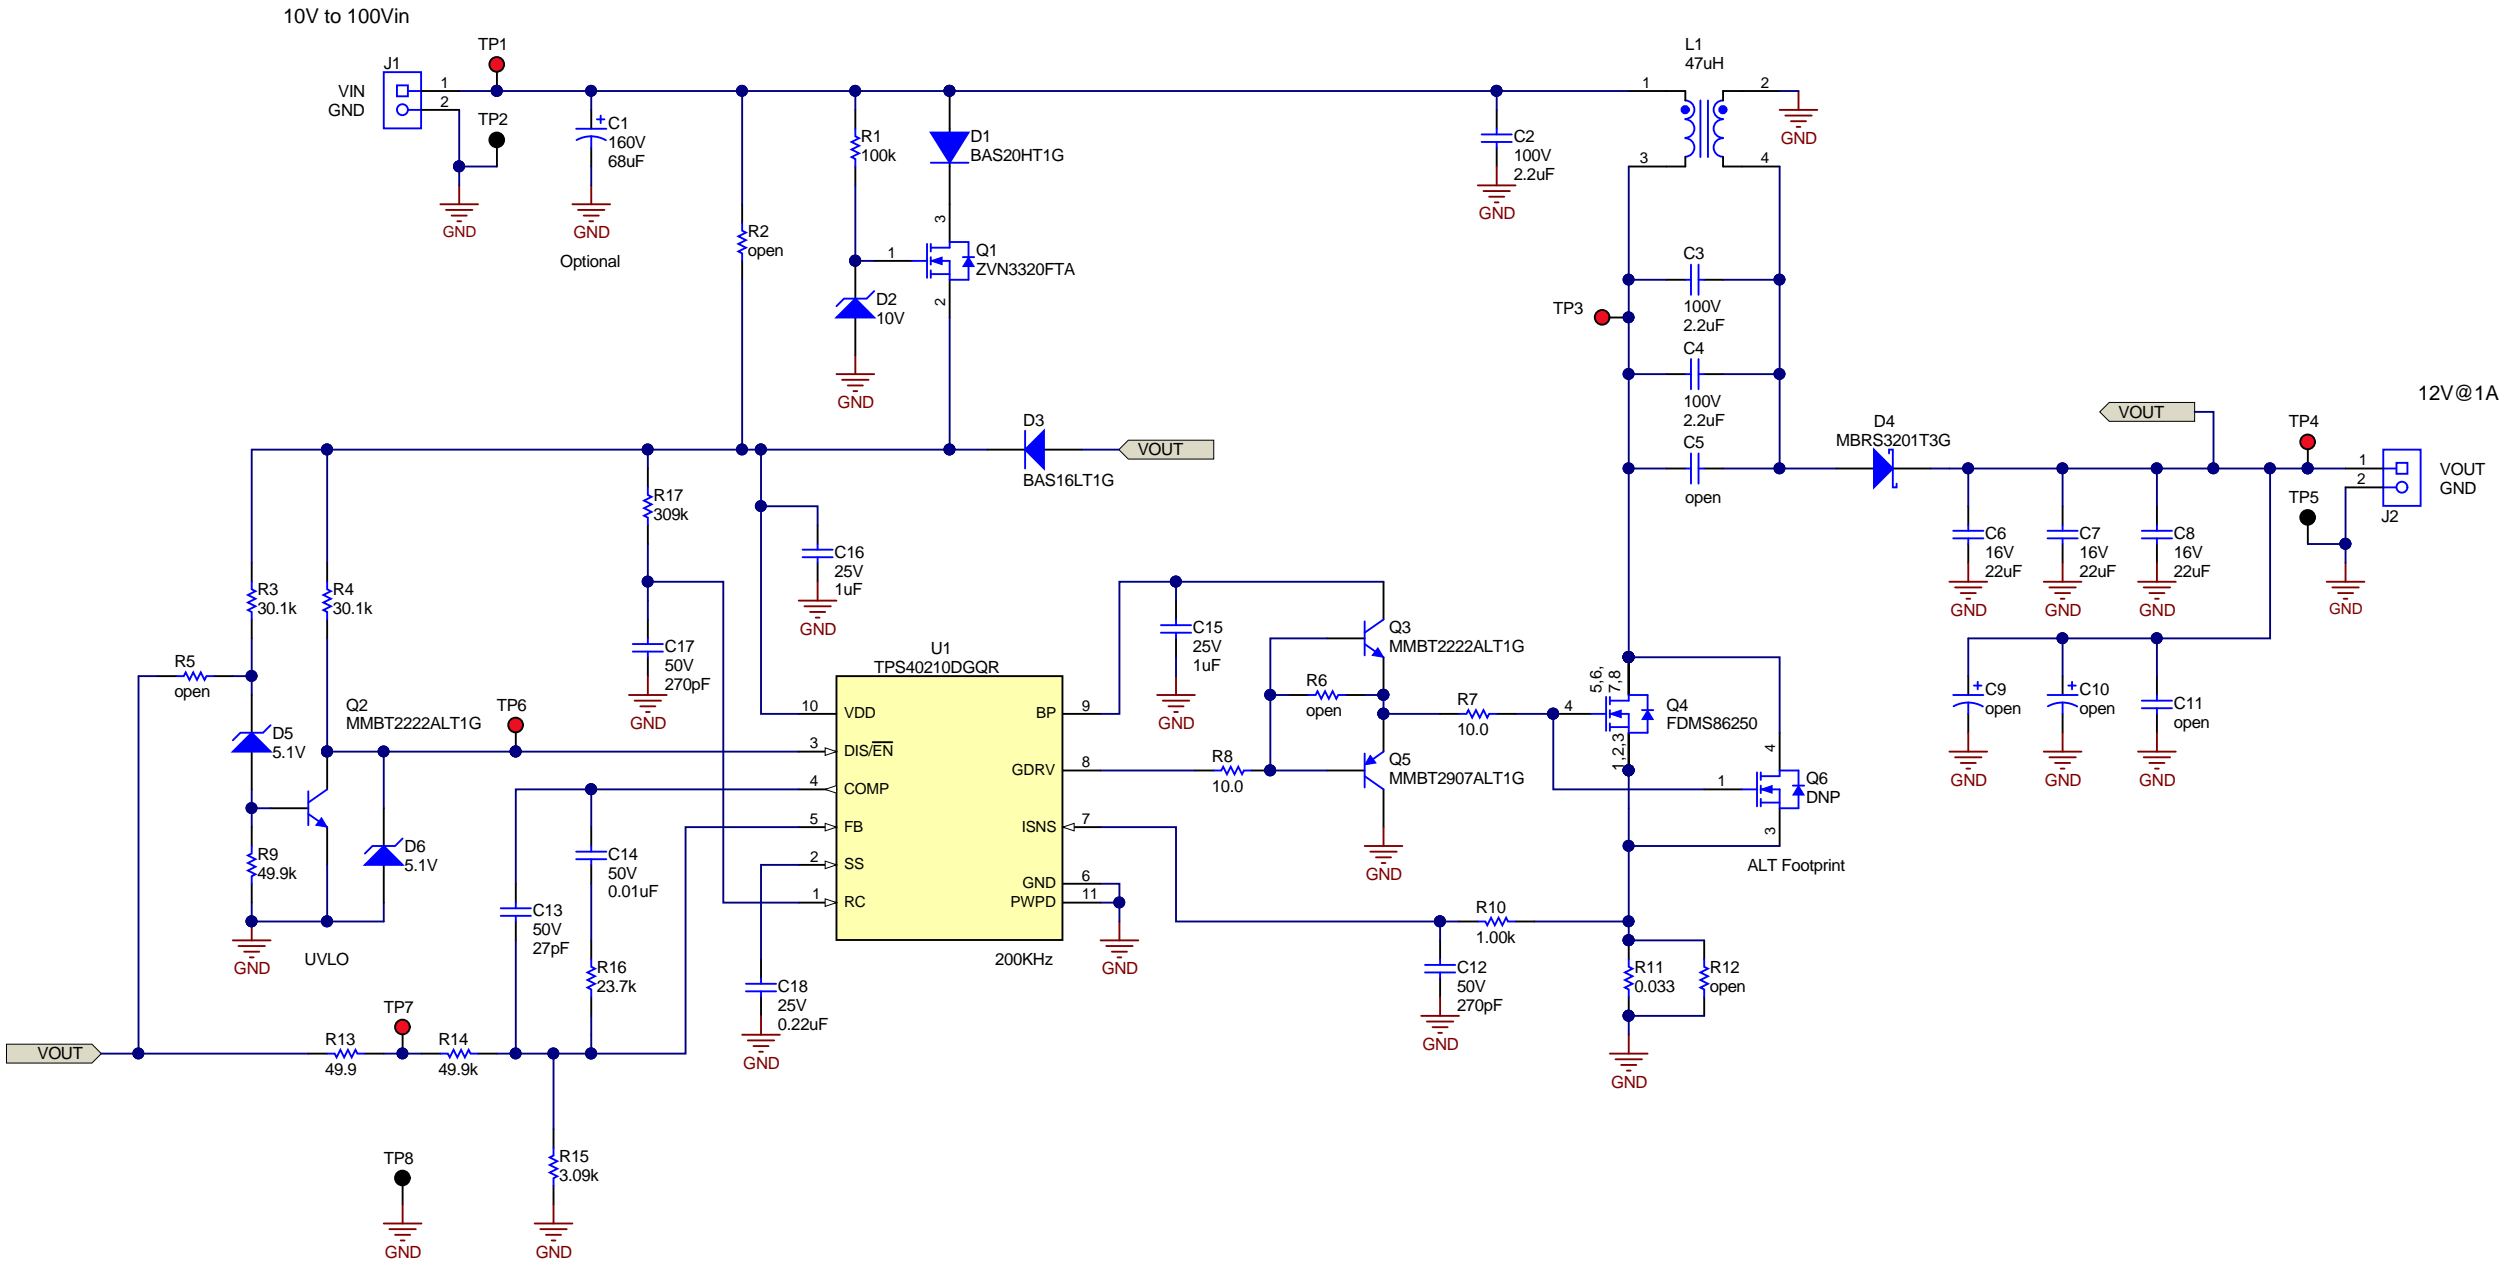 10V to 100Vin
J1
VIN
GND
1
2
TP1
TP2
GND
C1
160V
68uF
GND
Optional
R2
open
R1
100k
D1
BAS20HT1G
3
1
2
Q1
ZVN3320FTA
D2
10V
GND
C2
100V
2.2uF
GND
L1
47uH
1
2
3
4
GND
C3
100V
2.2uF
TP3
C4
100V
2.2uF
C5
open
D4
MBRS3201T3G
VOUT
12V@1A
TP4
TP5
1
2
VOUT
GND
J2
GND
C6
16V
22uF
GND
C7
16V
22uF
GND
C8
16V
22uF
GND
C9
open
GND
C10
open
GND
C11
open
GND
D3
BAS16LT1G
VOUT
R17
309k
C16
25V
1uF
GND
C17
50V
270pF
GND
R3
30.1k
R4
30.1k
R5
open
D5
5.1V
Q2
MMBT2222ALT1G
TP6
D6
5.1V
R9
49.9k
GND
UVLO
U1
TPS40210DGQR
10
VDD
3
DIS/EN
4
COMP
5
FB
2
SS
1
RC
BP
9
GDRV
8
ISNS
7
GND
6
PWPD
11
200KHz
GND
C15
25V
1uF
GND
Q3
MMBT2222ALT1G
R6
open
R8
10.0
Q5
MMBT2907ALT1G
GND
R7
10.0
4
5,6,
7,8
1,2,3
Q4
FDMS86250
4
1
3
Q6
DNP
ALT Footprint
R10
1.00k
C12
50V
270pF
GND
R11
0.033
R12
open
GND
C14
50V
0.01uF
C13
50V
27pF
R16
23.7k
C18
25V
0.22uF
GND
VOUT
R13
49.9
TP7
R14
49.9k
R15
3.09k
GND
TP8
GND